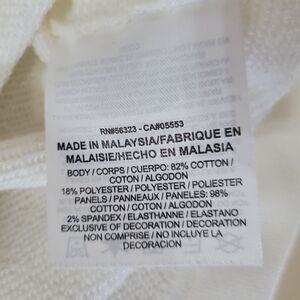 RN#56323 - CA#05553
MADE IN MALAYSIA/FABRIQUE EN
MALAISIE/HECHO EN MALASIA
BODY / CORPS / CUERPO: 82% COTTON /
COTON / ALGODON
18% POLYESTER / POLYESTER / POLIESTER
PANELS / PANNEAUX / PANELES: 98%
COTTON / COTON / ALGODON
2% SPANDEX / ELASTHANNE / ELASTANO
EXCLUSIVE OF DECORATION / DECORATION
NON COMPRISE / NO INCLUYE LA
DECORACION